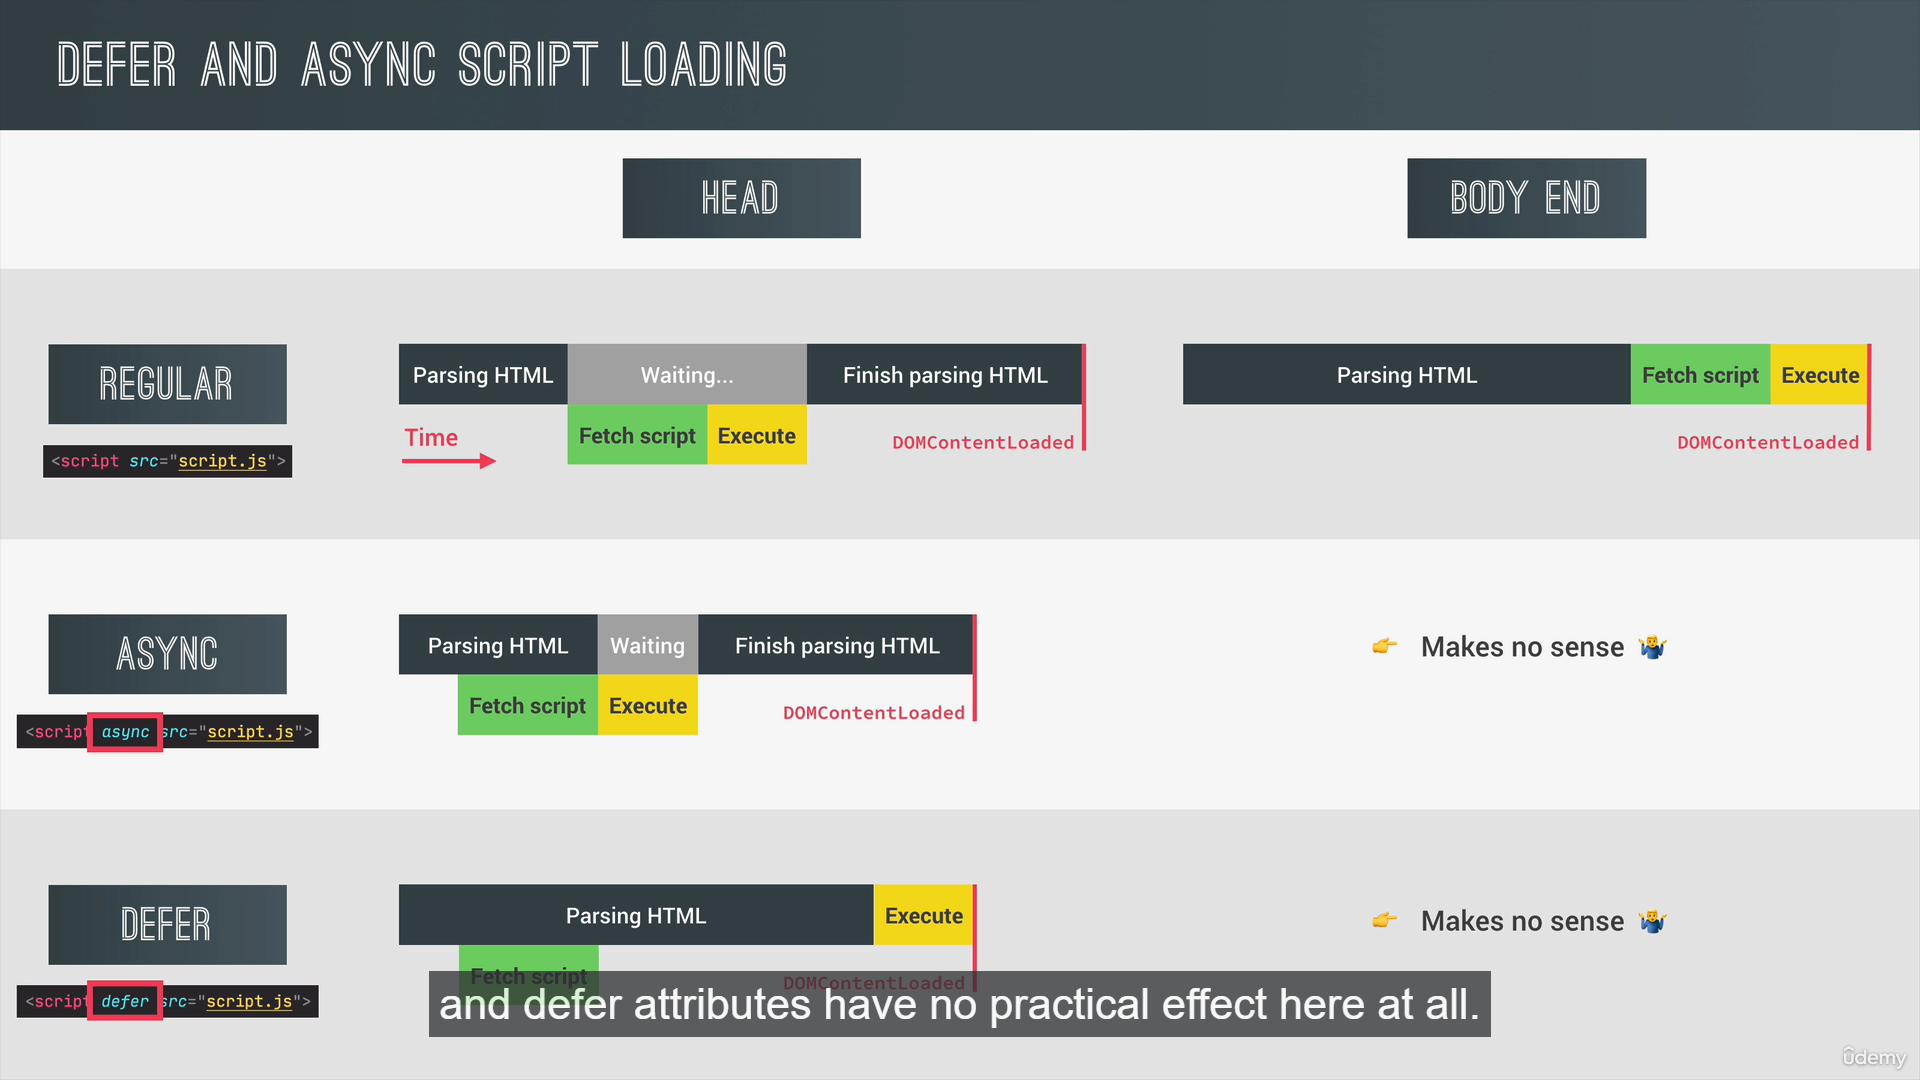 DEFER AND ASYNC SCRIPT LOADING
HEAD
BODY END
REGULAR
<script src="script.js">
Parsing HTML
Waiting...
Finish parsing HTML
Time
Fetch script
Execute
DOMContentLoaded
Parsing HTML
Fetch script
Execute
DOMContentLoaded
ASYNC
<script async src="script.js">
Parsing HTML
Waiting
Finish parsing HTML
Fetch script
Execute
DOMContentLoaded
👉 Makes no sense 🤷‍♂️
DEFER
<script defer src="script.js">
Parsing HTML
Execute
Fetch script
DOMContentLoaded
👉 Makes no sense 🤷‍♂️
and defer attributes have no practical effect here at all.
ûdemy